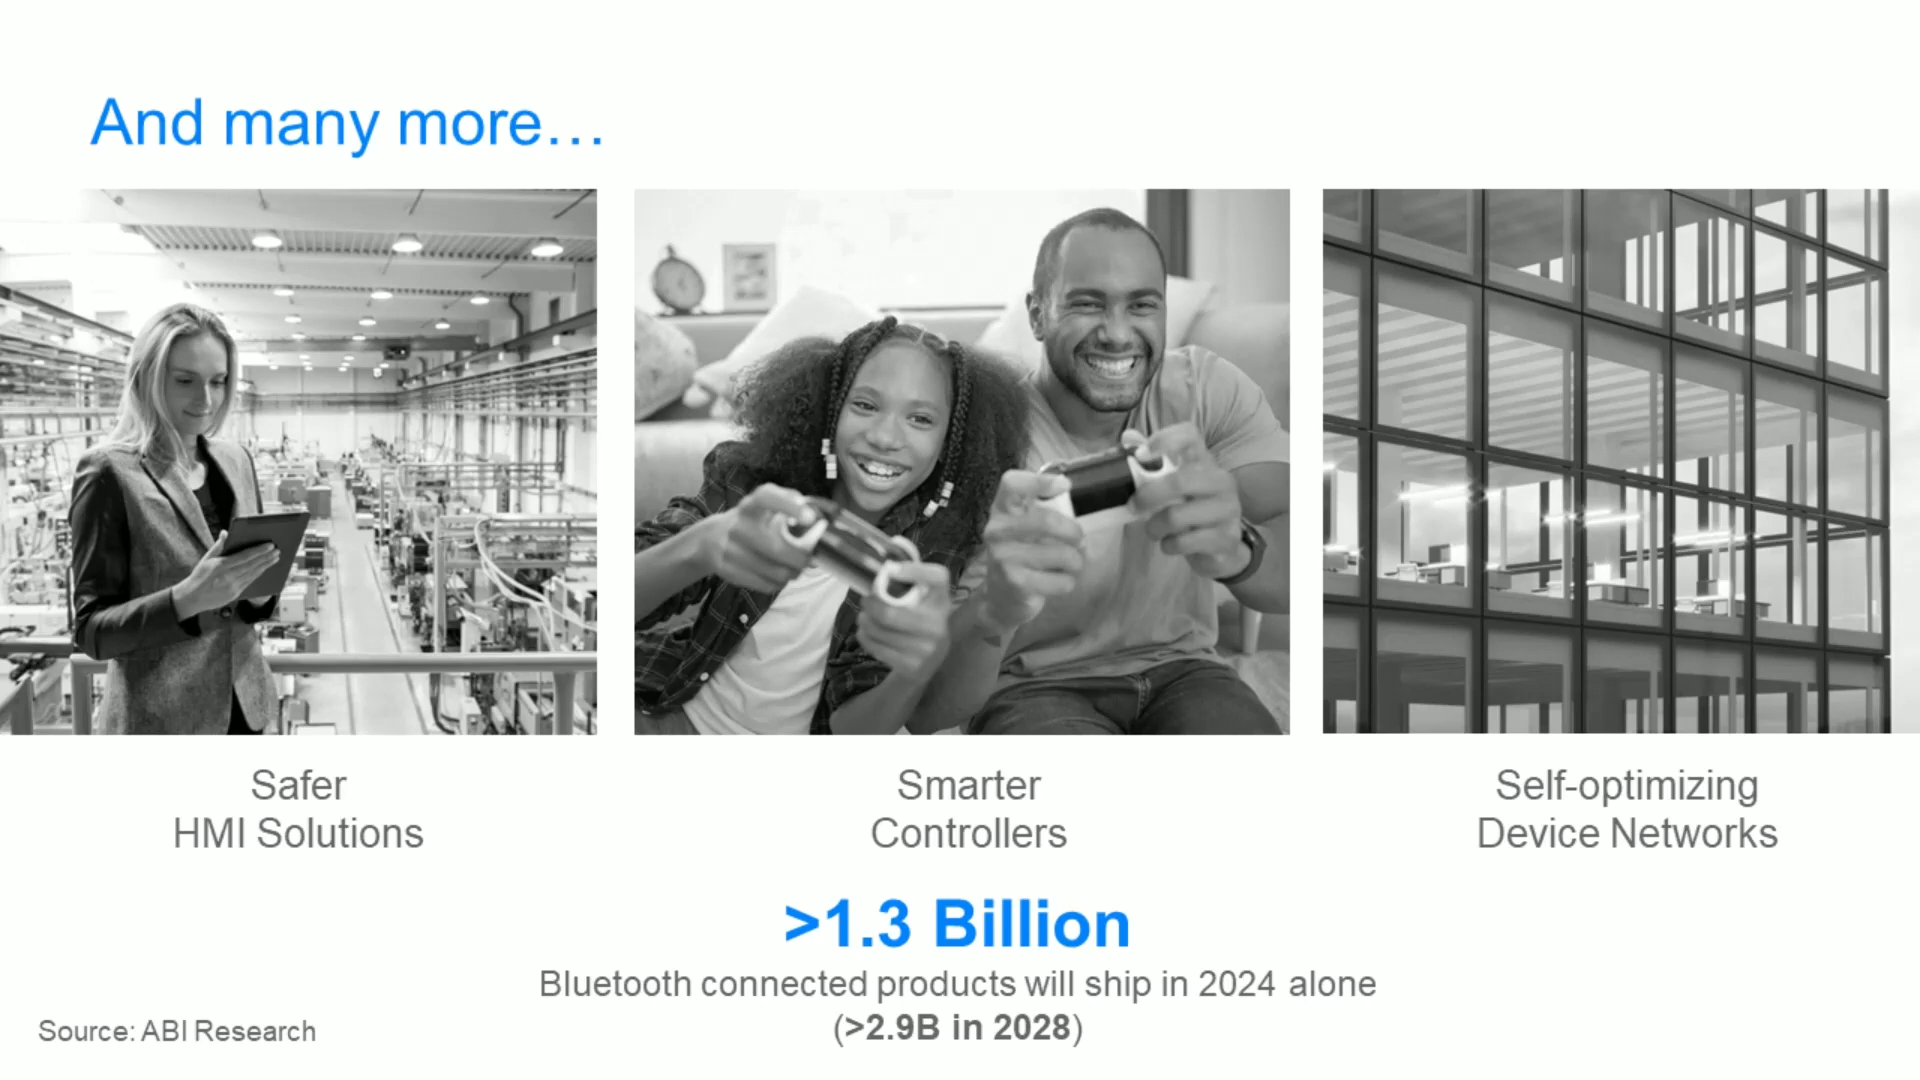 And many more…
Safer
HMI Solutions
Smarter
Controllers
Self-optimizing
Device Networks
>1.3 Billion
Bluetooth connected products will ship in 2024 alone
(>2.9B in 2028)
Source: ABI Research